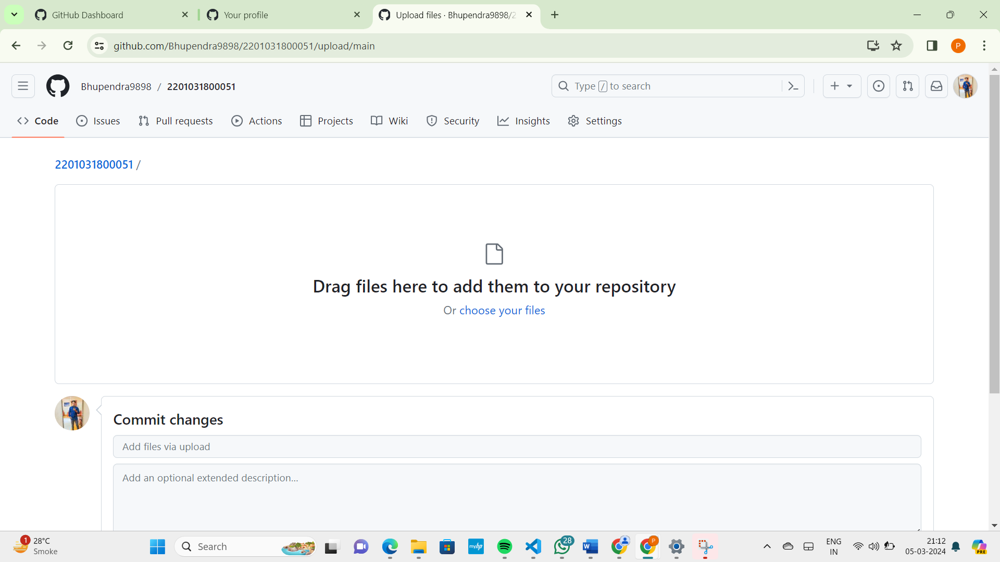 GitHub Dashboard
Your profile
Upload files · Bhupendra9898/2
github.com/Bhupendra9898/2201031800051/upload/main
P
Bhupendra9898 / 2201031800051
Type / to search
Code
Issues
Pull requests
Actions
Projects
Wiki
Security
Insights
Settings
2201031800051 /
Drag files here to add them to your repository
Or choose your files
Commit changes
Add files via upload
Add an optional extended description...
1
28°C
Smoke
Search
myhp
28
W
P
ENG
IN
21:12
05-03-2024
PRE